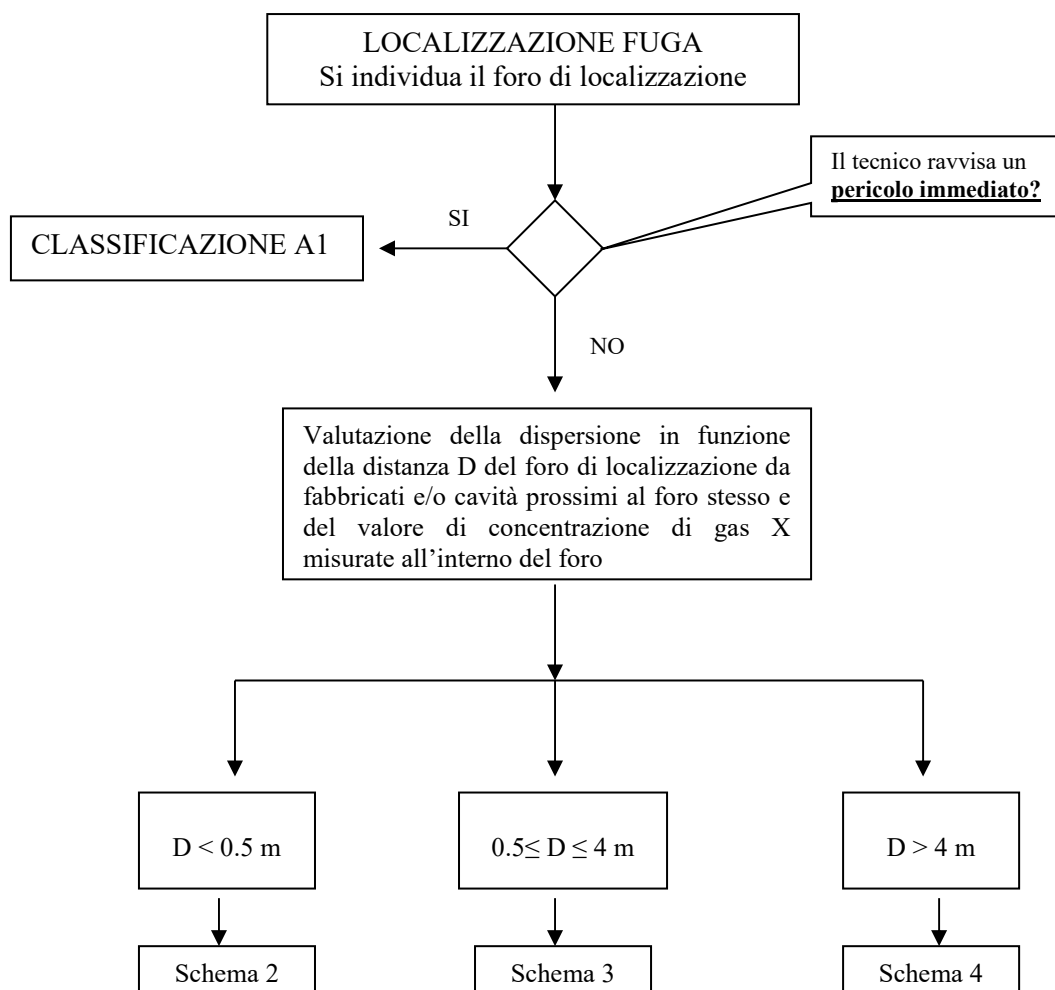 LOCALIZZAZIONE FUGA
Si individua il foro di localizzazione
Il tecnico ravvisa un
pericolo immediato?
SI
CLASSIFICAZIONE A1
NO
Valutazione della dispersione in funzione
della distanza D del foro di localizzazione da
fabbricati e/o cavità prossimi al foro stesso e
del valore di concentrazione di gas X
misurate all’interno del foro
D < 0.5 m
0.5≤ D ≤ 4 m
D > 4 m
Schema 2
Schema 3
Schema 4